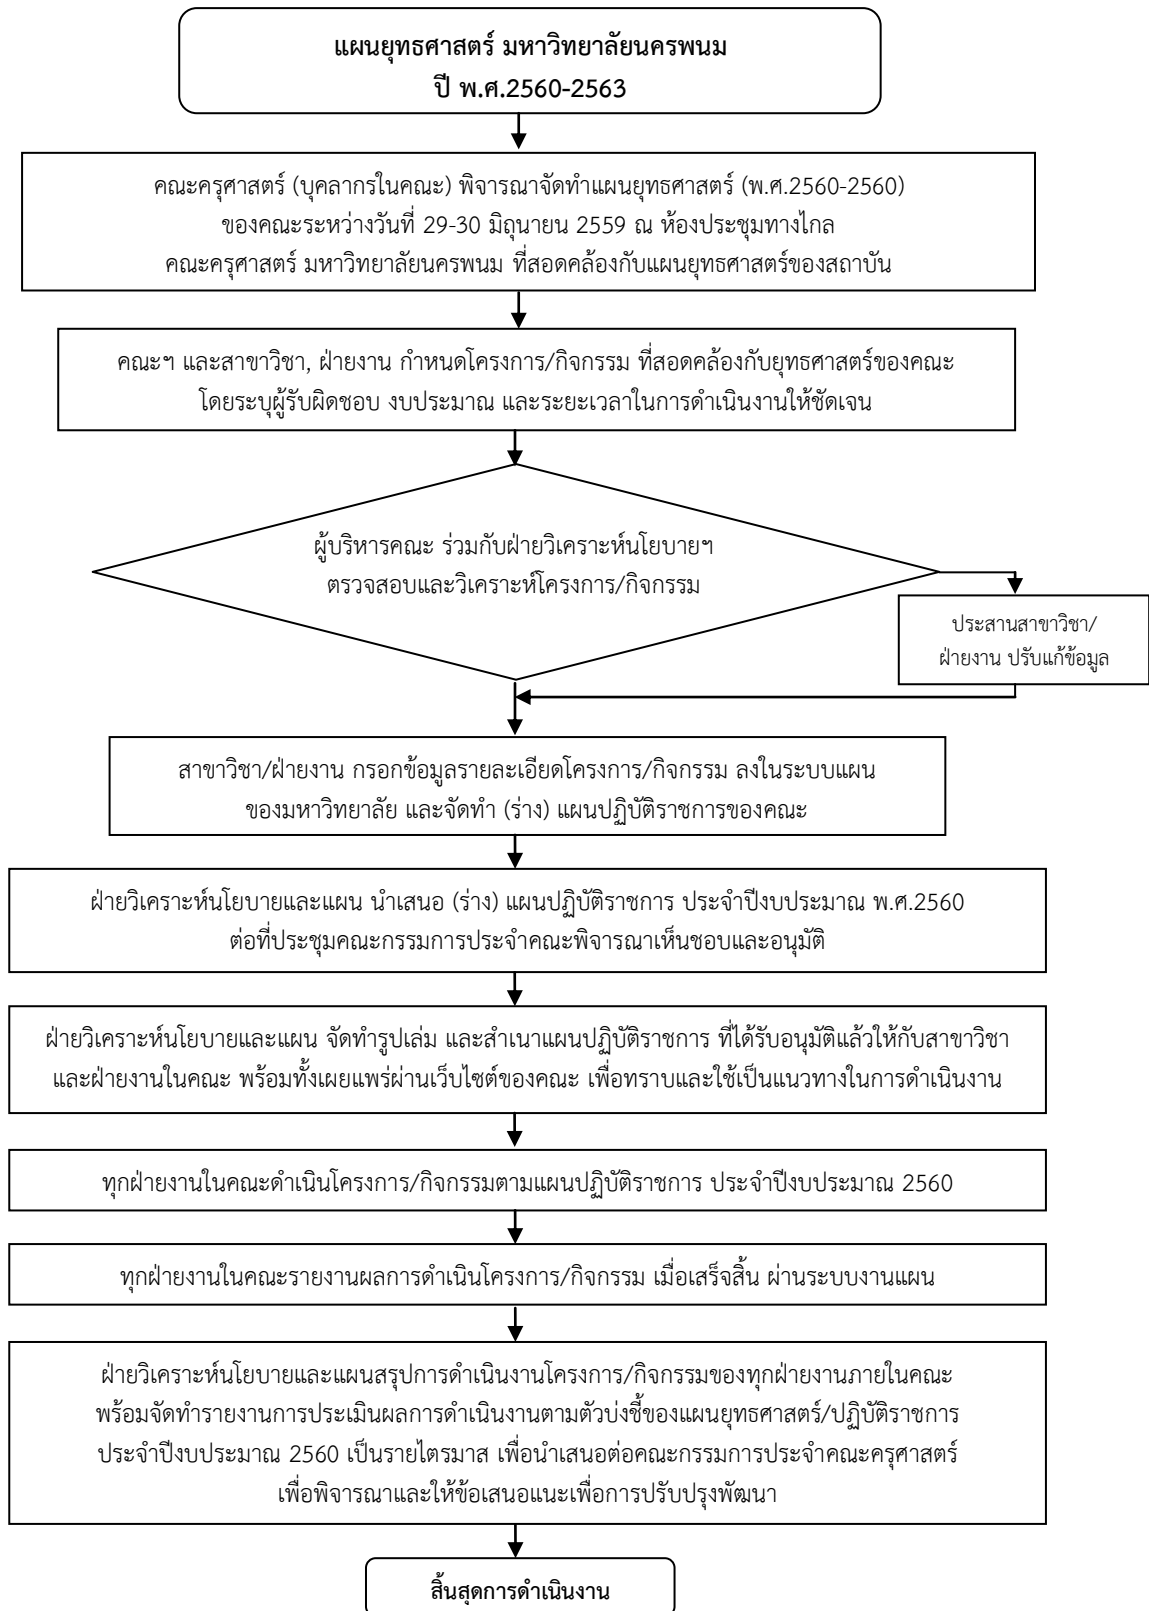 แผนยุทธศาสตร์ มหาวิทยาลัยนครพนม
ปี พ.ศ.2560-2563
คณะครุศาสตร์ (บุคลากรในคณะ) พิจารณาจัดทำแผนยุทธศาสตร์ (พ.ศ.2560-2560)
ของคณะระหว่างวันที่ 29-30 มิถุนายน 2559 ณ ห้องประชุมทางไกล
คณะครุศาสตร์ มหาวิทยาลัยนครพนม ที่สอดคล้องกับแผนยุทธศาสตร์ของสถาบัน
คณะฯ และสาขาวิชา, ฝ่ายงาน กำหนดโครงการ/กิจกรรม ที่สอดคล้องกับยุทธศาสตร์ของคณะ
โดยระบุผู้รับผิดชอบ งบประมาณ และระยะเวลาในการดำเนินงานให้ชัดเจน
ผู้บริหารคณะ ร่วมกับฝ่ายวิเคราะห์นโยบายฯ
ตรวจสอบและวิเคราะห์โครงการ/กิจกรรม
ประสานสาขาวิชา/
ฝ่ายงาน ปรับแก้ข้อมูล
สาขาวิชา/ฝ่ายงาน กรอกข้อมูลรายละเอียดโครงการ/กิจกรรม ลงในระบบแผน
ของมหาวิทยาลัย และจัดทำ (ร่าง) แผนปฏิบัติราชการของคณะ
ฝ่ายวิเคราะห์นโยบายและแผน นำเสนอ (ร่าง) แผนปฏิบัติราชการ ประจำปีงบประมาณ พ.ศ.2560
ต่อที่ประชุมคณะกรรมการประจำคณะพิจารณาเห็นชอบและอนุมัติ
ฝ่ายวิเคราะห์นโยบายและแผน จัดทำรูปเล่ม และสำเนาแผนปฏิบัติราชการ ที่ได้รับอนุมัติแล้วให้กับสาขาวิชา
และฝ่ายงานในคณะ พร้อมทั้งเผยแพร่ผ่านเว็บไซต์ของคณะ เพื่อทราบและใช้เป็นแนวทางในการดำเนินงาน
ทุกฝ่ายงานในคณะดำเนินโครงการ/กิจกรรมตามแผนปฏิบัติราชการ ประจำปีงบประมาณ 2560
ทุกฝ่ายงานในคณะรายงานผลการดำเนินโครงการ/กิจกรรม เมื่อเสร็จสิ้น ผ่านระบบงานแผน
ฝ่ายวิเคราะห์นโยบายและแผนสรุปการดำเนินงานโครงการ/กิจกรรมของทุกฝ่ายงานภายในคณะ
พร้อมจัดทำรายงานการประเมินผลการดำเนินงานตามตัวบ่งชี้ของแผนยุทธศาสตร์/ปฏิบัติราชการ
ประจำปีงบประมาณ 2560 เป็นรายไตรมาส เพื่อนำเสนอต่อคณะกรรมการประจำคณะครุศาสตร์
เพื่อพิจารณาและให้ข้อเสนอแนะเพื่อการปรับปรุงพัฒนา
สิ้นสุดการดำเนินงาน